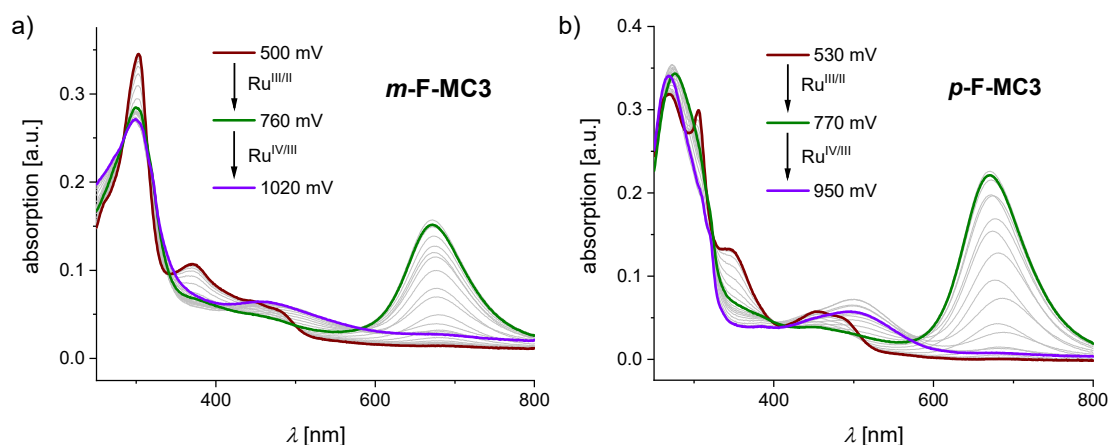 a)
absorption [a.u.]
0.3
0.2
0.1
0.0
500 mV
Ru^III/II
760 mV
Ru^IV/III
1020 mV
m-F-MC3
400
600
800
λ [nm]
b)
absorption [a.u.]
0.4
0.3
0.2
0.1
0.0
530 mV
Ru^III/II
770 mV
Ru^IV/III
950 mV
p-F-MC3
400
600
800
λ [nm]